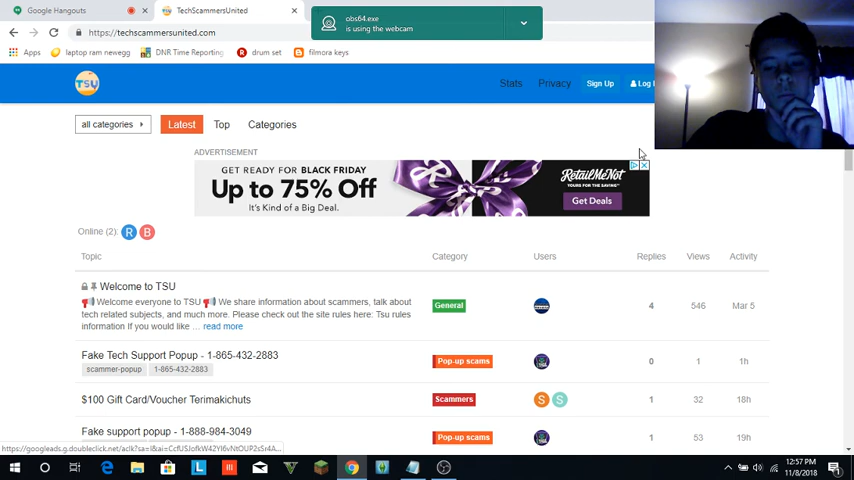 Google Hangouts
TechScammersUnited
obs64.exe
is using the webcam
https://techscammersunited.com
Apps
laptop ram newegg
DNR Time Reporting
drum set
filmora keys
TSU
Stats
Privacy
Sign Up
Log I
all categories
Latest
Top
Categories
ADVERTISEMENT
GET READY FOR BLACK FRIDAY
Up to 75% Off
It's Kind of a Big Deal.
RetailMeNot
YOURS FOR THE SAVING
Get Deals
Online (2): R B
Topic Category Users Replies Views Activity
Welcome to TSU
Welcome everyone to TSU
We share information about scammers, talk about
tech related subjects, and much more. Please check out the site rules here: Tsu rules
information If you would like … read more
General
4 546 Mar 5
Fake Tech Support Popup - 1-865-432-2883
scammer-popup 1-865-432-2883
Pop-up scams
0 1 1h
$100 Gift Card/Voucher Terimakichuts
Scammers
S S
1 32 18h
Fake support popup - 1-888-984-3049
Pop-up scams
1 53 19h
12:57 PM
11/8/2018